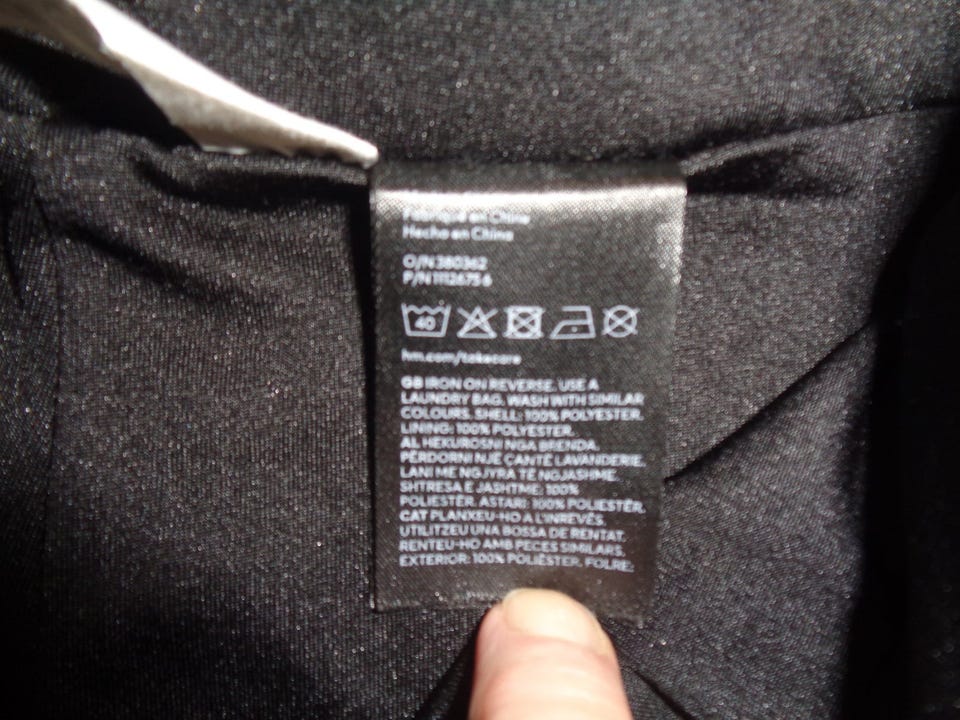 Fabriqué en Chine
Hecho en China
O/N 380362
P/N 11126756
40
hm.com/takecare
GB IRON ON REVERSE. USE A
LAUNDRY BAG. WASH WITH SIMILAR
COLOURS. SHELL: 100% POLYESTER.
LINING: 100% POLYESTER.
AL HEKUROSNI NGA BRENDA.
PËRDORNI NJË ÇANTË LAVANDERIE.
LANI ME NGJYRA TË NGJASHME.
SHTRESA E JASHTME: 100%
POLIESTËR. ASTARI: 100% POLIESTËR.
CAT PLANXEU-HO A L'INREVÉS.
UTILITZEU UNA BOSSA DE RENTAT.
RENTEU-HO AMB PECES SIMILARS.
EXTERIOR: 100% POLIÈSTER. FOLRE: